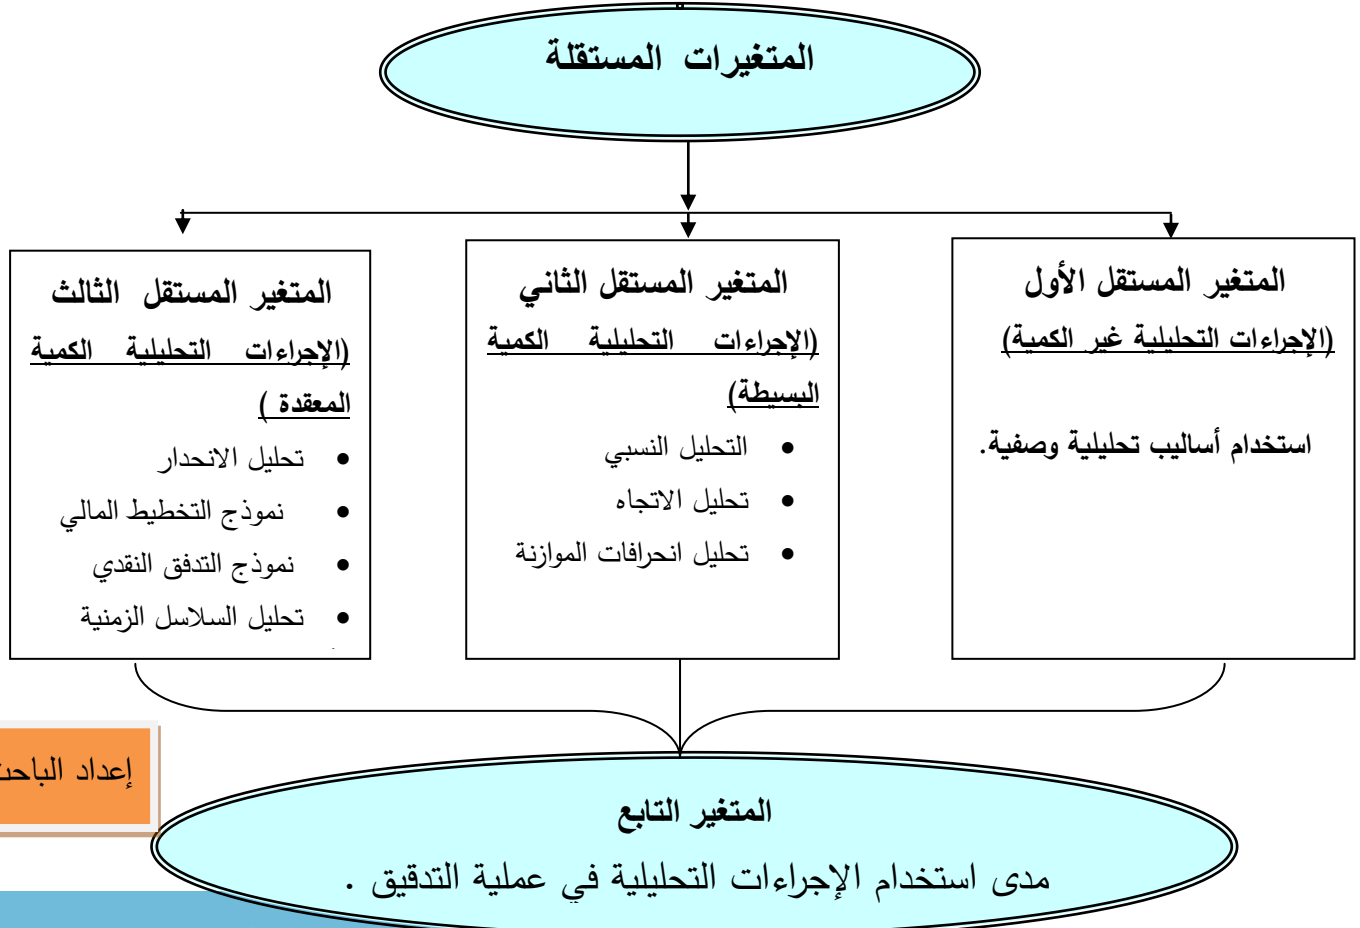 المتغيرات المستقلة
المتغير المستقل الأول
(الإجراءات التحليلية غير الكمية)
استخدام أساليب تحليلية وصفية.
المتغير المستقل الثاني
(الإجراءات التحليلية الكمية
البسيطة)
• التحليل النسبي
• تحليل الاتجاه
• تحليل انحرافات الموازنة
المتغير المستقل الثالث
(الإجراءات التحليلية الكمية
المعقدة )
• تحليل الانحدار
• نموذج التخطيط المالي
• نموذج التدفق النقدي
• تحليل السلاسل الزمنية
إعداد
المتغير التابع
مدى استخدام الإجراءات التحليلية في عملية التدقيق .